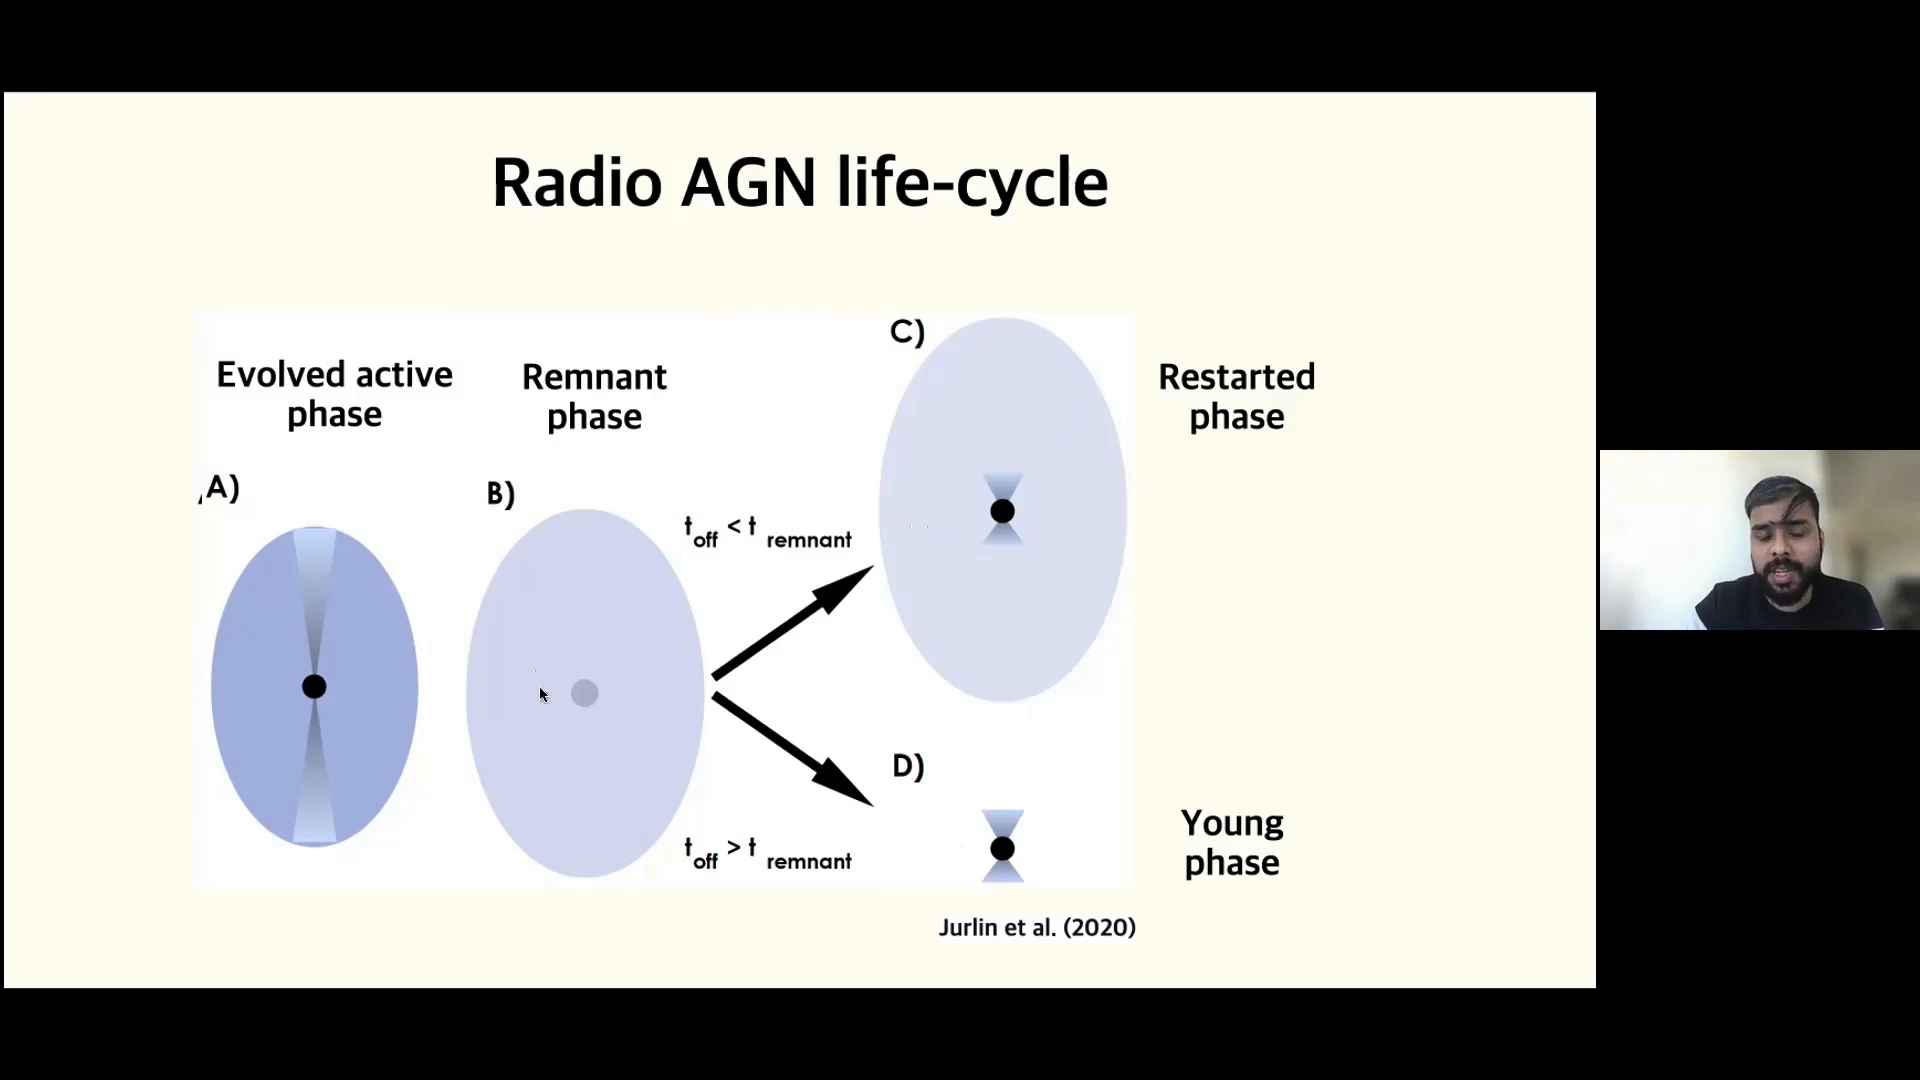 Radio AGN life-cycle
Evolved active
phase
Remnant
phase
Restarted
phase
A)
B)
C)
t off < t remnant
t off > t remnant
D)
Young
phase
Jurlin et al. (2020)